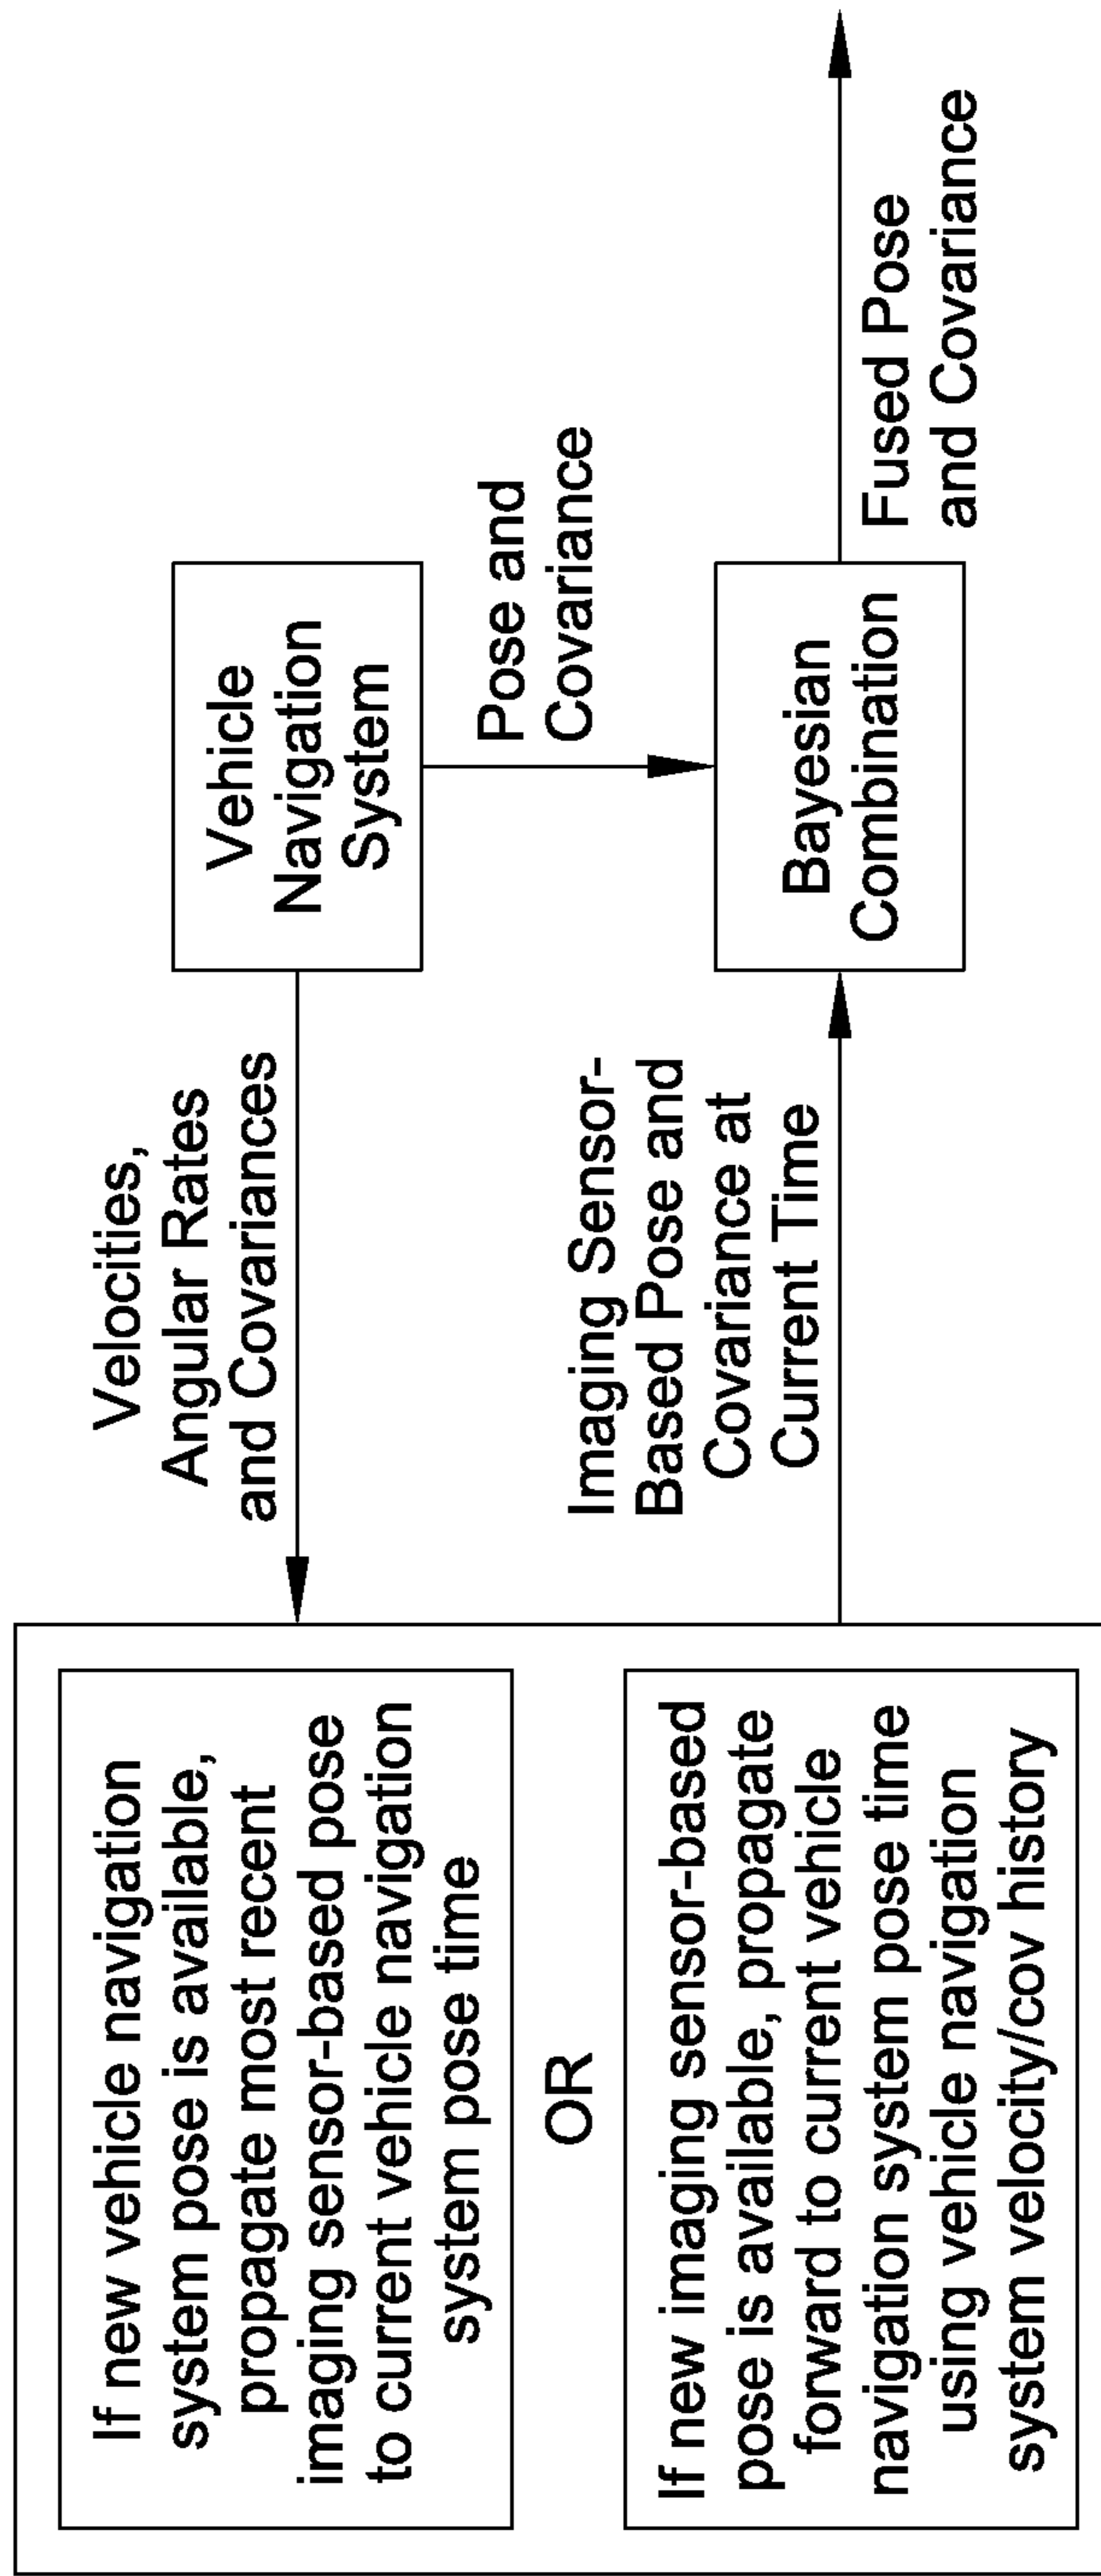 If new vehicle navigation
system pose is available,
propagate most recent
imaging sensor-based pose
to current vehicle navigation
system pose time
OR
If new imaging sensor-based
pose is available, propagate
forward to current vehicle
navigation system pose time
using vehicle navigation
system velocity/cov history
Velocities,
Angular Rates
and Covariances
Imaging Sensor-
Based Pose and
Covariance at
Current Time
Vehicle
Navigation
System
Pose and
Covariance
Bayesian
Combination
Fused Pose
and Covariance